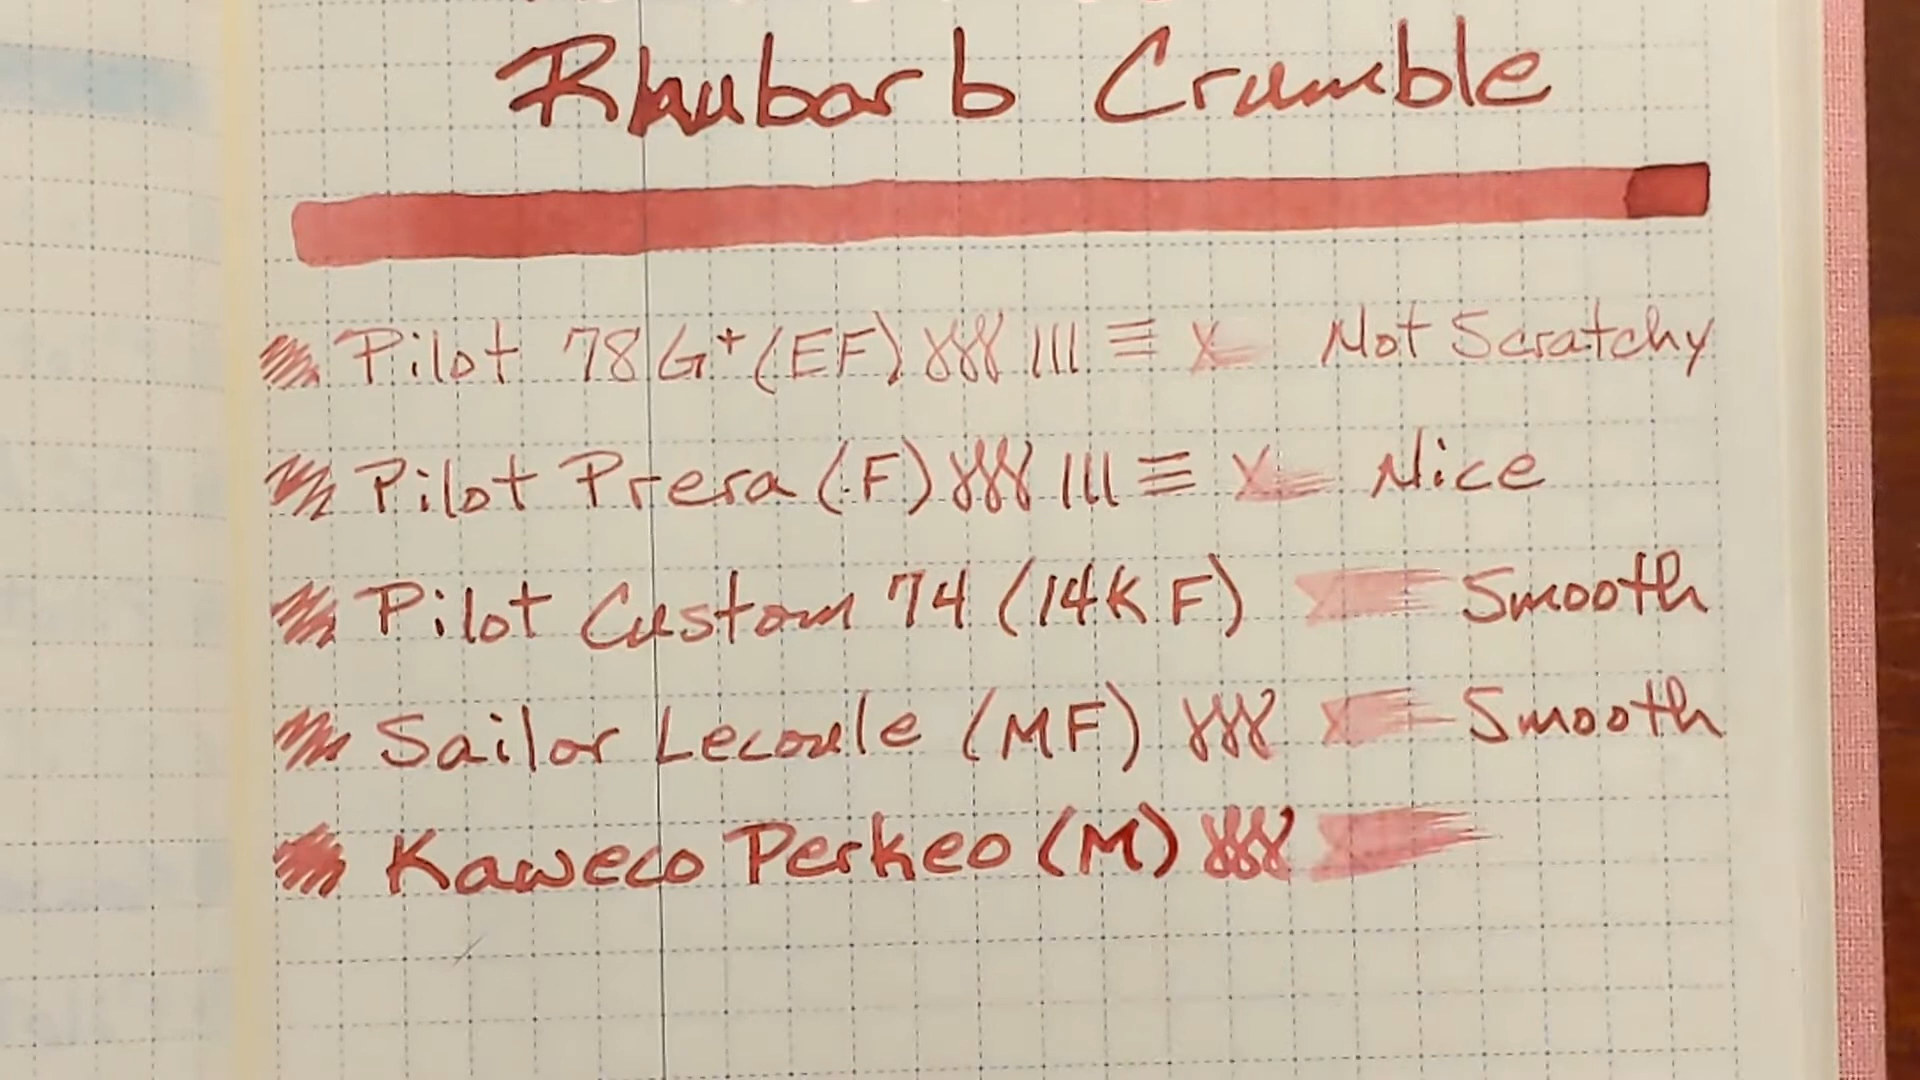 Rhubarb Crumble
Pilot 78G+ (EF) Not Scratchy
Pilot Prera (F) Nice
Pilot Custom 74 (14K F) Smooth
Sailor Lecoule (MF) Smooth
Kaweco Perkeo (M)